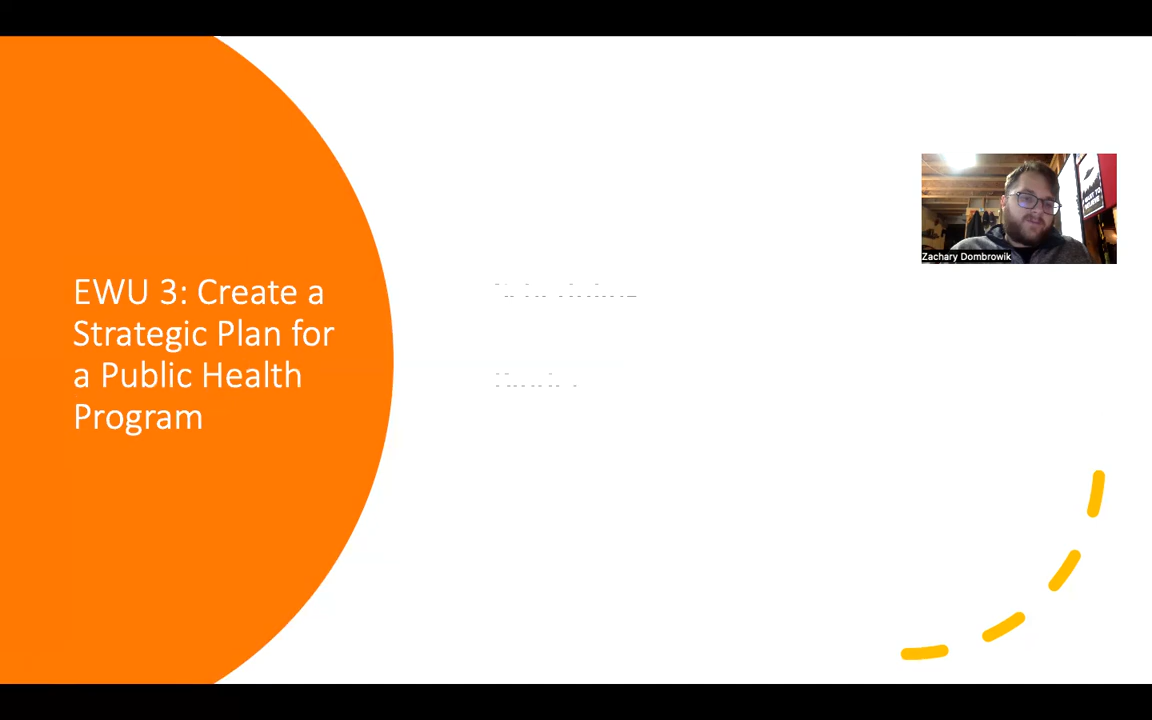 EWU 3: Create a
Strategic Plan for
a Public Health
Program
Zachary Dombrowik